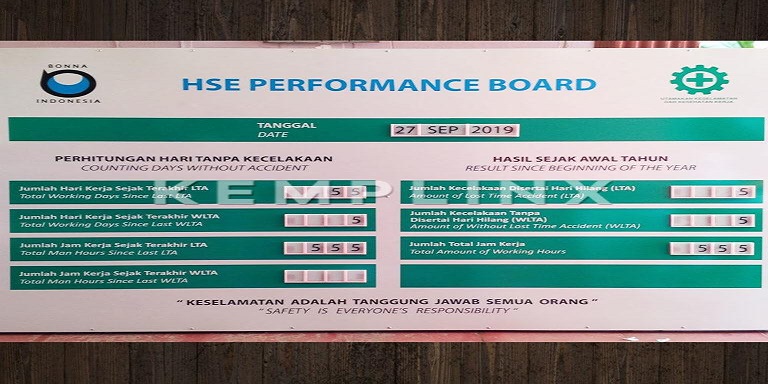 BONNA
INDONESIA
HSE PERFORMANCE BOARD
UTAMAKAN KESELAMATAN
DAN KESEHATAN KERJA
TANGGAL
DATE
27 SEP 2019
PERHITUNGAN HARI TANPA KECELAKAAN
COUNTING DAYS WITHOUT ACCIDENT
Jumlah Hari Kerja Sejak Terakhir LTA
Total Working Days Since Last LTA
5 5
Jumlah Hari Kerja Sejak Terakhir WLTA
Total Working Days Since Last WLTA
5
Jumlah Jam Kerja Sejak Terakhir LTA
Total Man Hours Since Last LTA
5 5 5
Jumlah Jam Kerja Sejak Terakhir WLTA
Total Man Hours Since Last WLTA
HASIL SEJAK AWAL TAHUN
RESULT SINCE BEGINNING OF THE YEAR
Jumlah Kecelakaan Disertai Hari Hilang (LTA)
Amount of Lost Time Accident (LTA)
5
Jumlah Kecelakaan Tanpa
Disertai Hari Hilang (WLTA)
Amount of Without Lost Time Accident (WLTA)
5
Jumlah Total Jam Kerja
Total Amount of Working Hours
5 5 5
" KESELAMATAN ADALAH TANGGUNG JAWAB SEMUA ORANG "
"SAFETY IS EVERYONE'S RESPONSIBILITY "